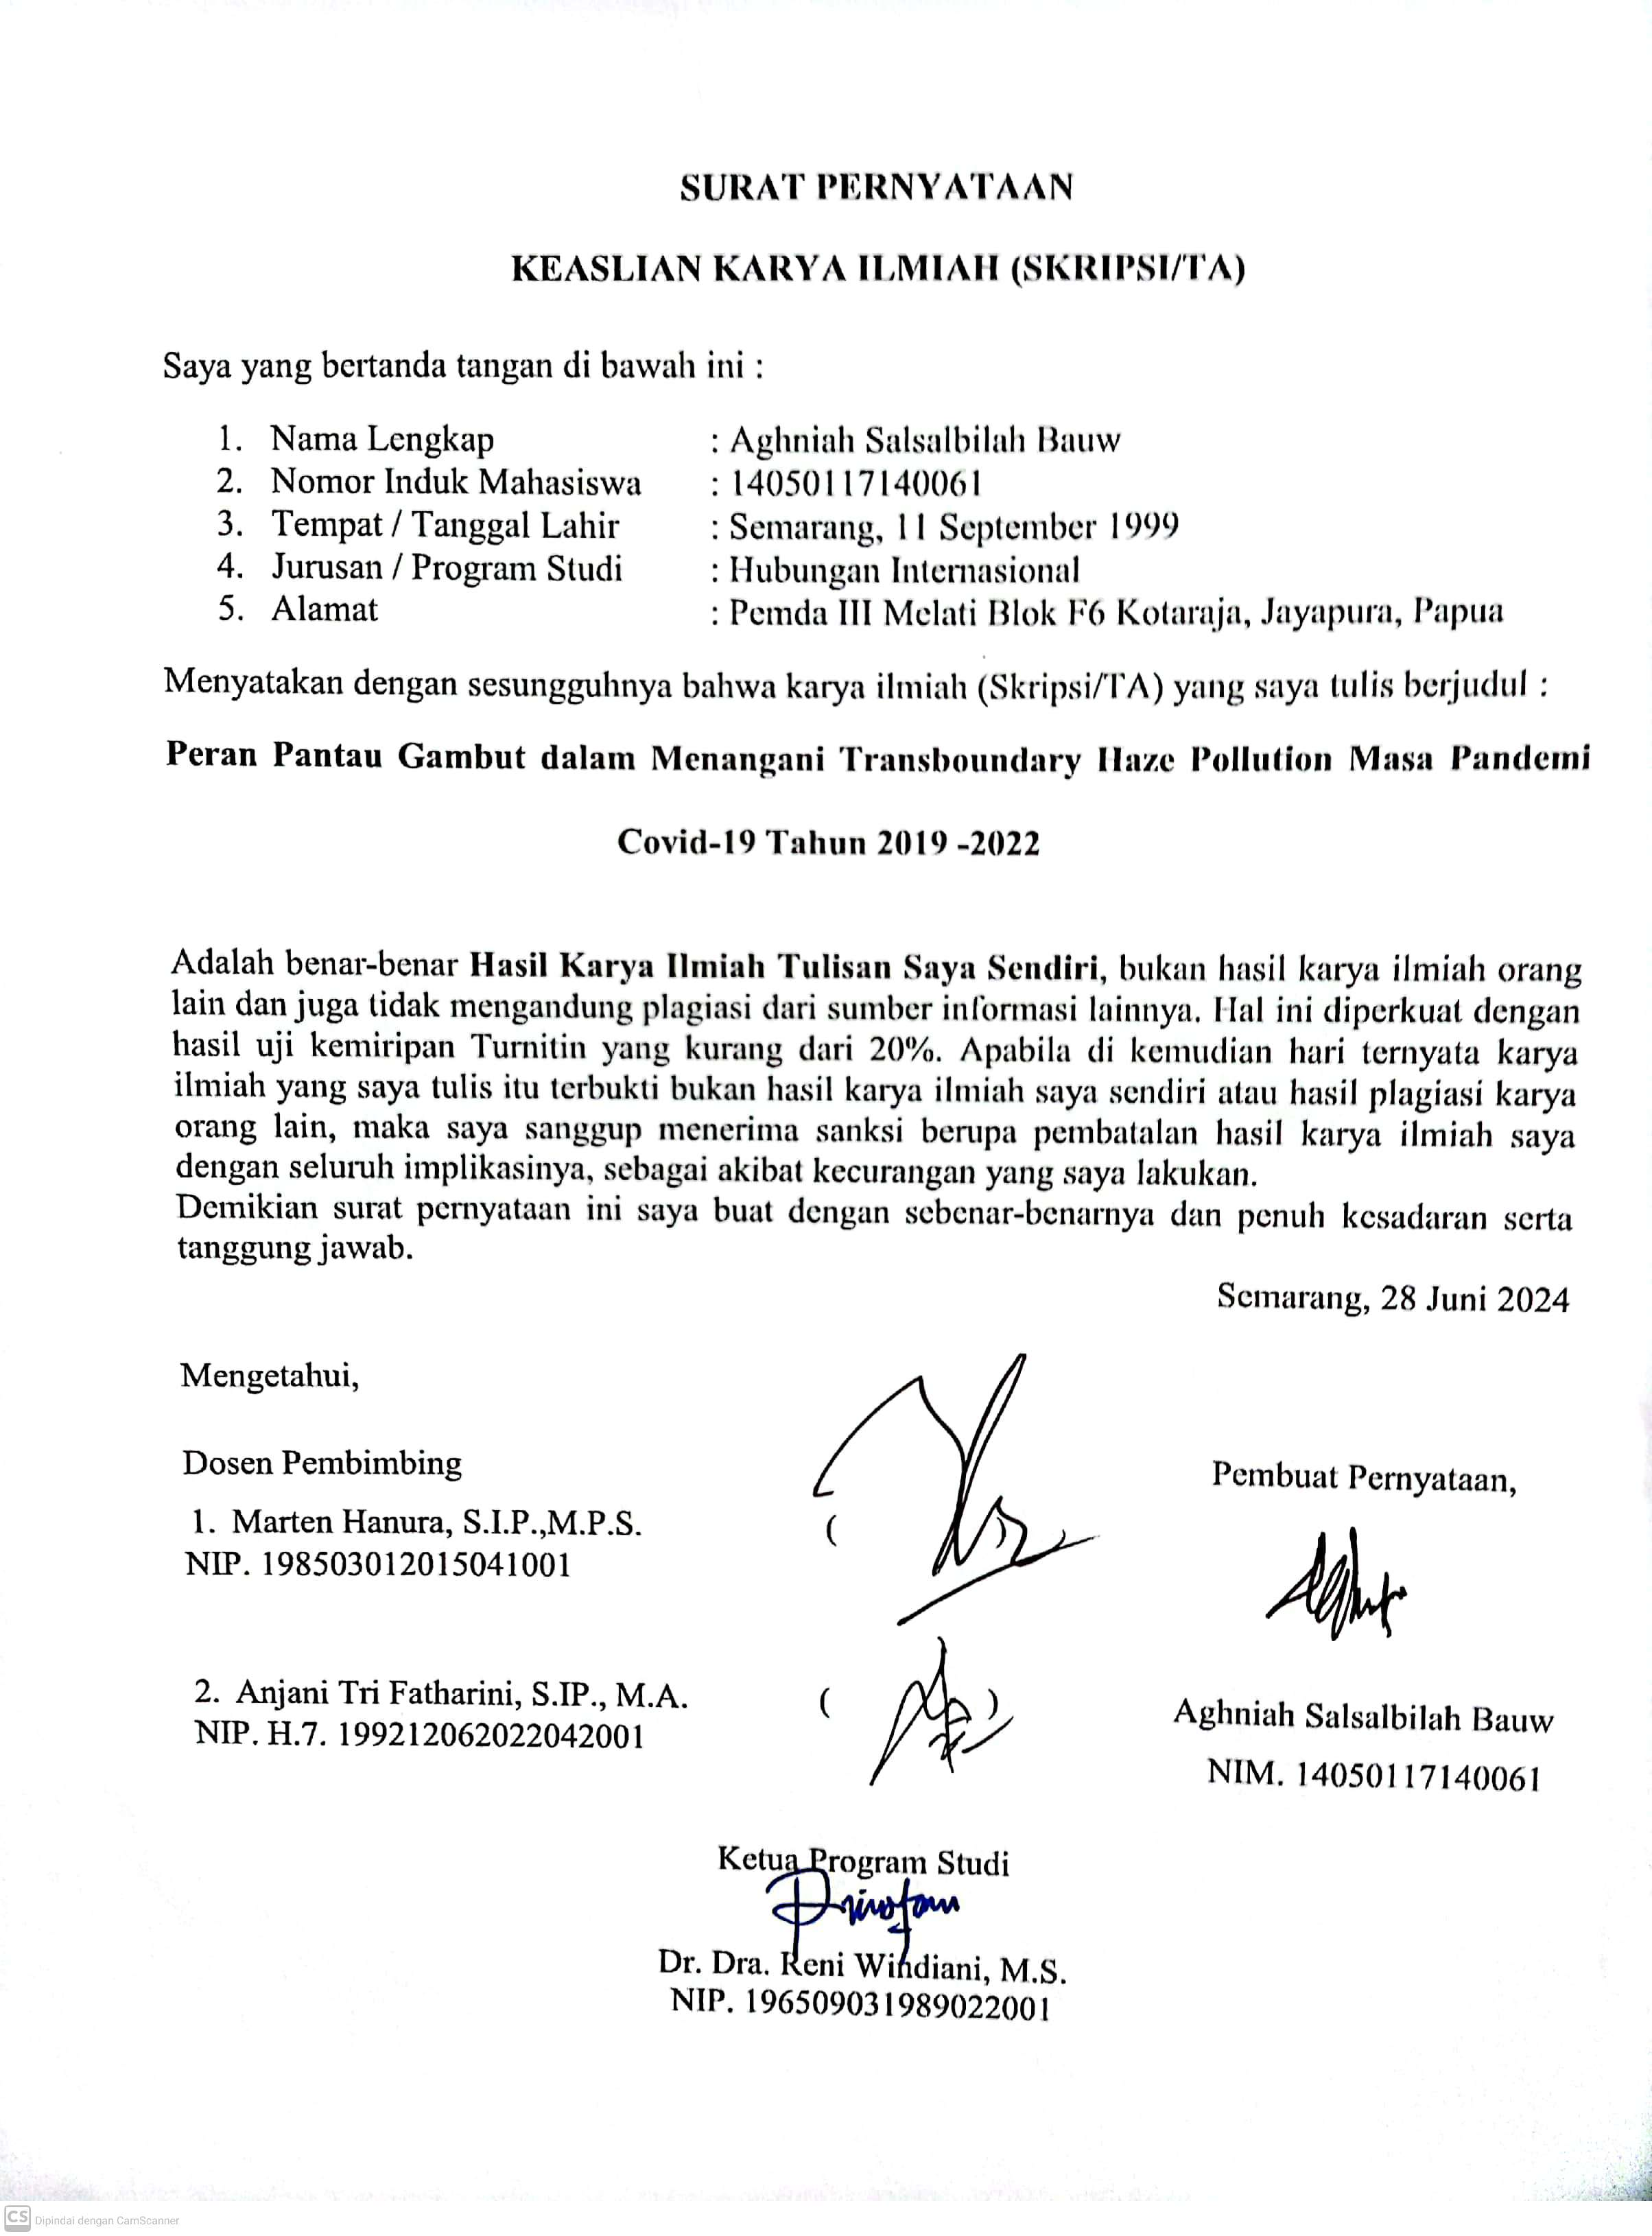 SURAT PERNYATAAN
KEASLIAN KARYA ILMIAH (SKRIPSI/TA)
Saya yang bertanda tangan di bawah ini :
1. Nama Lengkap : Aghniah Salsalbilah Bauw
2. Nomor Induk Mahasiswa : 14050117140061
3. Tempat / Tanggal Lahir : Semarang, 11 September 1999
4. Jurusan / Program Studi : Hubungan Internasional
5. Alamat : Pemda III Melati Blok F6 Kotaraja, Jayapura, Papua
Menyatakan dengan sesungguhnya bahwa karya ilmiah (Skripsi/TA) yang saya tulis berjudul :
Peran Pantau Gambut dalam Menangani Transboundary Haze Pollution Masa Pandemi
Covid-19 Tahun 2019 -2022
Adalah benar-benar Hasil Karya Ilmiah Tulisan Saya Sendiri, bukan hasil karya ilmiah orang
lain dan juga tidak mengandung plagiasi dari sumber informasi lainnya. Hal ini diperkuat dengan
hasil uji kemiripan Turnitin yang kurang dari 20%. Apabila di kemudian hari ternyata karya
ilmiah yang saya tulis itu terbukti bukan hasil karya ilmiah saya sendiri atau hasil plagiasi karya
orang lain, maka saya sanggup menerima sanksi berupa pembatalan hasil karya ilmiah saya
dengan seluruh implikasinya, sebagai akibat kecurangan yang saya lakukan.
Demikian surat pernyataan ini saya buat dengan sebenar-benarnya dan penuh kesadaran serta
tanggung jawab.
Semarang, 28 Juni 2024
Mengetahui,
Dosen Pembimbing
Pembuat Pernyataan,
1. Marten Hanura, S.I.P.,M.P.S. ( )
NIP. 198503012015041001
2. Anjani Tri Fatharini, S.IP., M.A. ( )
NIP. H.7. 199212062022042001
Aghniah Salsalbilah Bauw
NIM. 14050117140061
Ketua Program Studi
Dr. Dra. Reni Windiani, M.S.
NIP. 196509031989022001
CS Dipindai dengan CamScanner